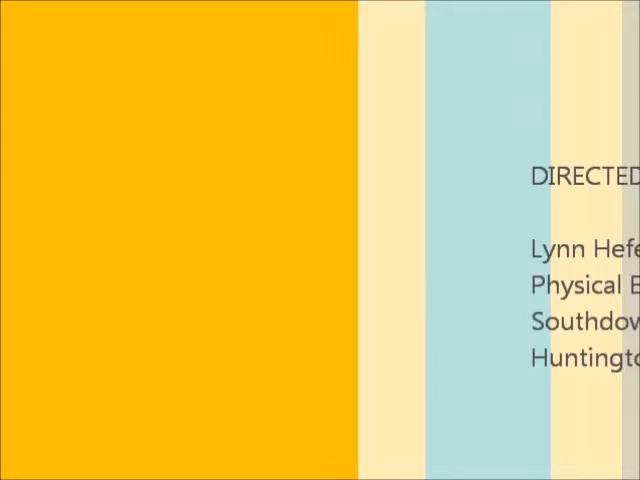 DIRECTED
Lynn Hefe
Physical E
Southdow
Huntingto